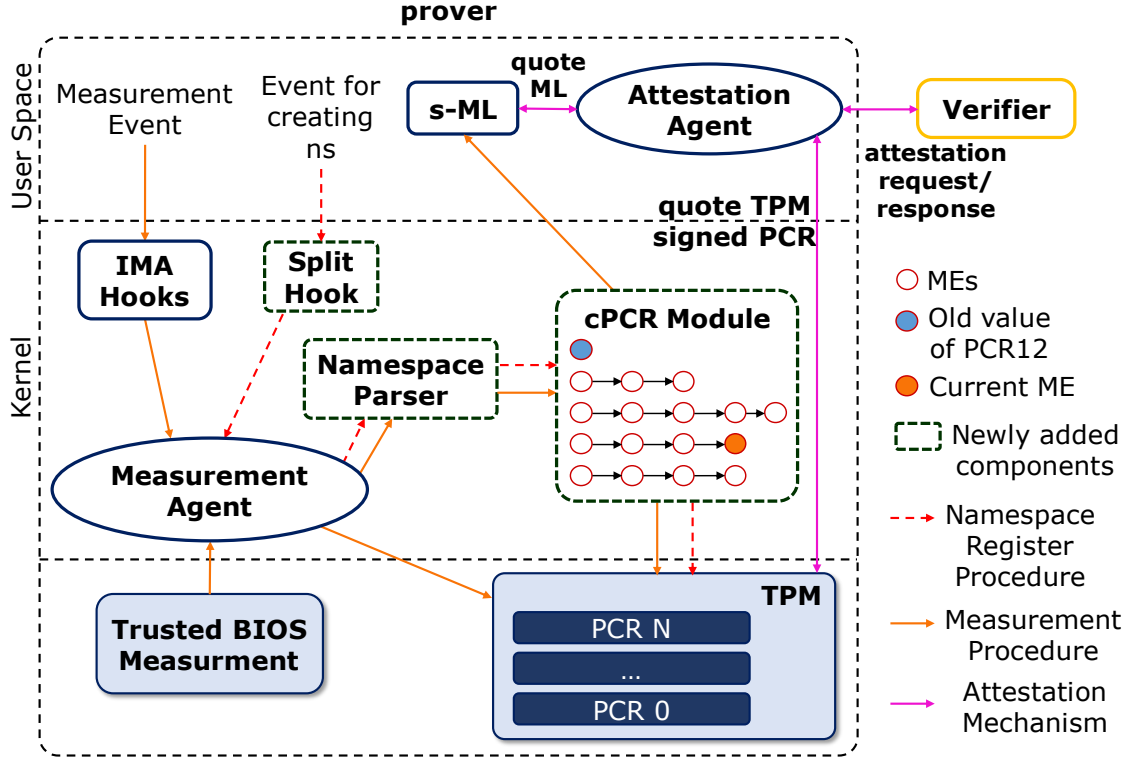 prover
User Space
Measurement
Event
Event for
creating
ns
s-ML
quote
ML
Attestation
Agent
Verifier
attestation
request/
response
quote TPM
signed PCR
Kernel
IMA
Hooks
Split
Hook
Namespace
Parser
cPCR Module
Measurement
Agent
Trusted BIOS
Measurment
TPM
PCR N
...
PCR 0
MEs
Old value
of PCR12
Current ME
Newly added
components
Namespace
Register
Procedure
Measurement
Procedure
Attestation
Mechanism